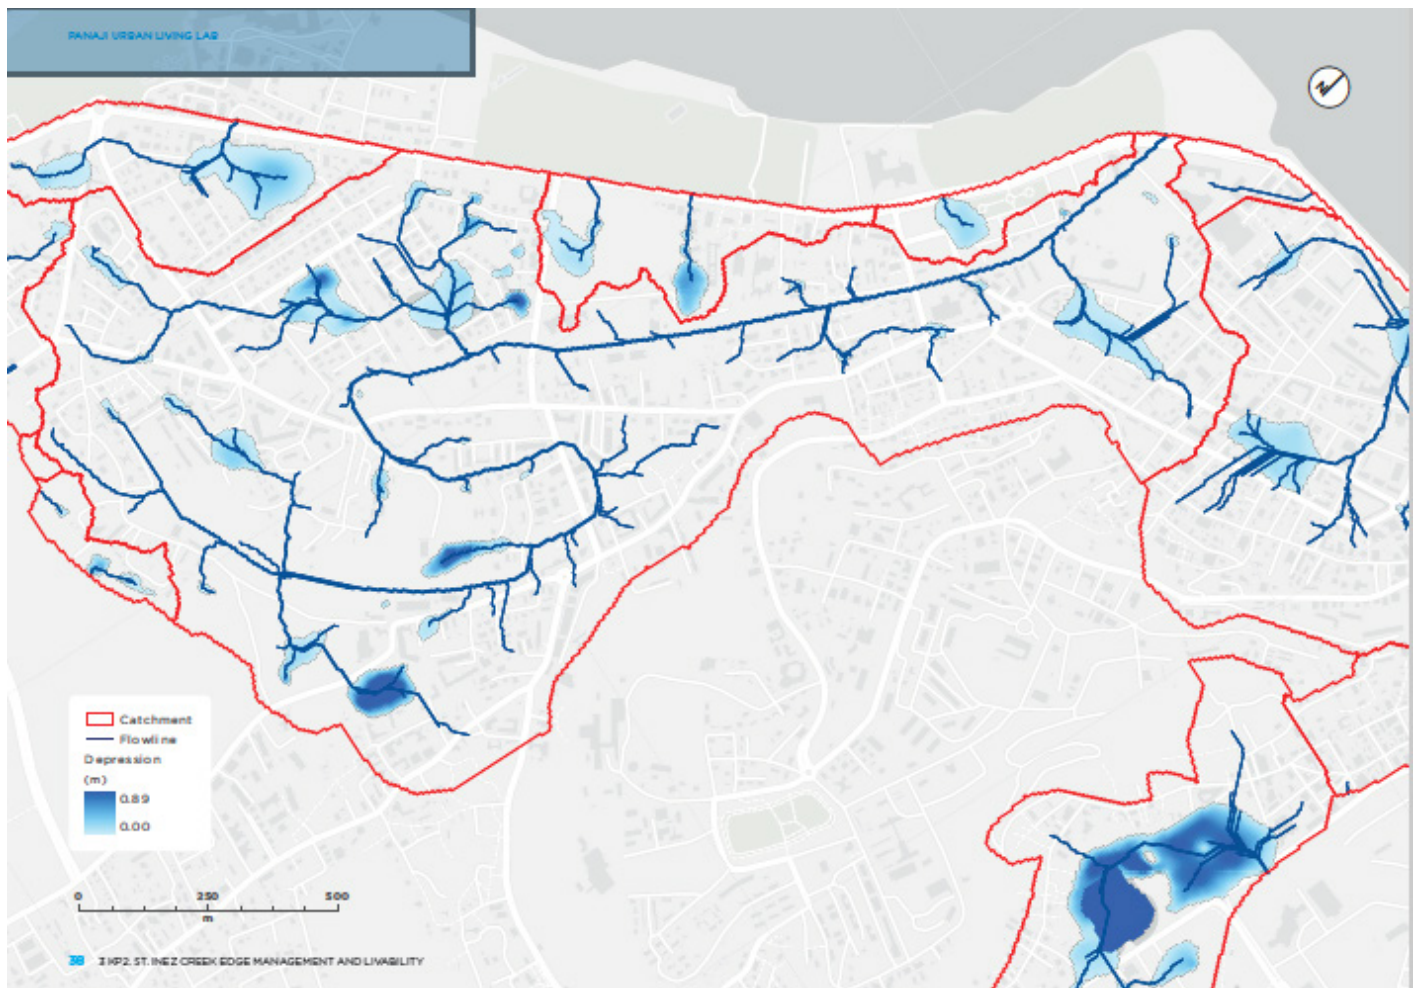 PANAJI URBAN LIVING LAB
Catchment
Flowline
Depression
(m)
0.89
0.00
0 250 500
m
38 3 KP2. ST. INEZ CREEK EDGE MANAGEMENT AND LIVABILITY